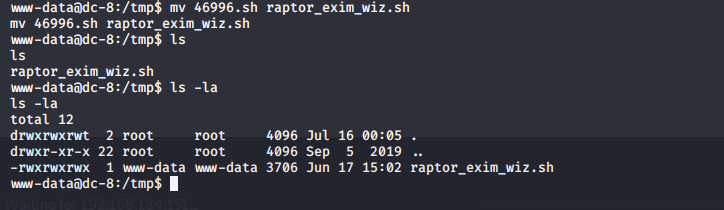 www-data@dc-8:/tmp$ mv 46996.sh raptor_exim_wiz.sh
mv 46996.sh raptor_exim_wiz.sh
www-data@dc-8:/tmp$ ls
ls
raptor_exim_wiz.sh
www-data@dc-8:/tmp$ ls -la
ls -la
total 12
drwxrwxrwt  2 root     root     4096 Jul 16 00:05 .
drwxr-xr-x 22 root     root     4096 Sep  5  2019 ..
-rwxrwxrwx  1 www-data www-data 3706 Jun 17 15:02 raptor_exim_wiz.sh
www-data@dc-8:/tmp$
Waiting for 192.168.184.151...